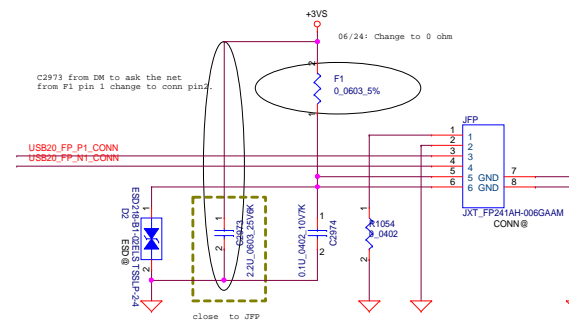 +3VS
06/24: Change to 0 ohm
C2973 from DM to ask the net
from F1 pin 1 change to conn pin2.
2
F1
0_0603_5%
1
JFP
USB20_FP_P1_CONN
USB20_FP_N1_CONN
1 1
2 2
3 3
4 4
5 5 GND 7
6 6 GND 8
JXT_FP241AH-006GAAM
CONN@
ESD218-B1-02ELS TSSLP-2-4
D2
ESD@
1
2
1
2
C2973
2.2U_0603_25V6K
1
2
C2974
0.1U_0402_10V7K
1
R1054
0_0402
2
close to JFP